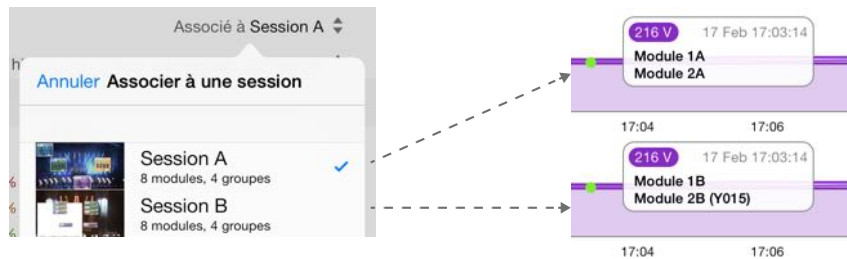 Associé à Session A
h
Annuler Associer à une session
Session A
8 modules, 4 groupes
%
Session B
8 modules, 4 groupes
%
%
216 V 17 Feb 17:03:14
Module 1A
Module 2A
17:04 17:06
216 V 17 Feb 17:03:14
Module 1B
Module 2B (Y015)
17:04 17:06